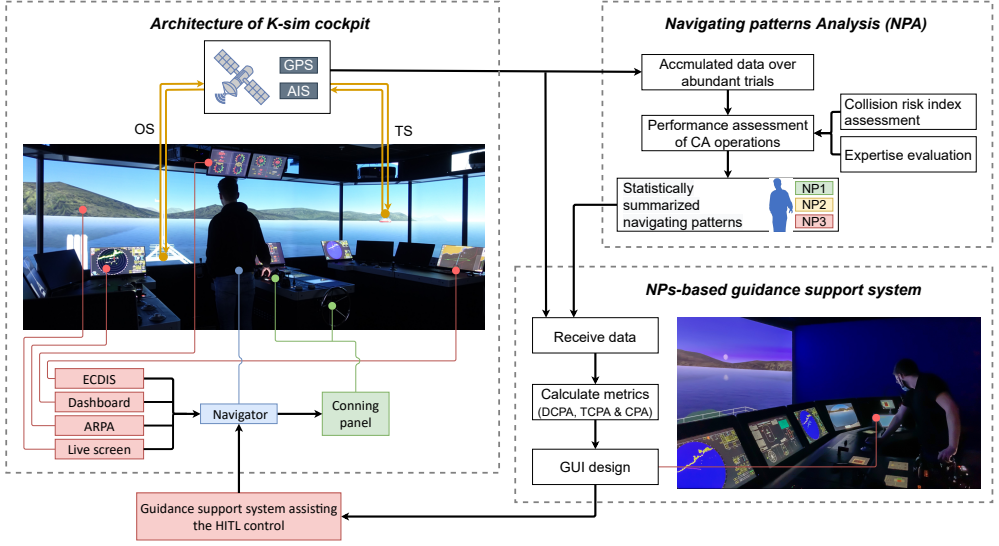 Architecture of K-sim cockpit
GPS
AIS
OS
TS
ECDIS
Dashboard
ARPA
Live screen
Navigator
Conning
panel
Guidance support system assisting
the HITL control
Navigating patterns Analysis (NPA)
Accmulated data over
abundant trials
Performance assessment
of CA operations
Collision risk index
assessment
Expertise evaluation
Statistically
summarized
navigating patterns
NP1
NP2
NP3
NPs-based guidance support system
Receive data
Calculate metrics
(DCPA, TCPA & CPA)
GUI design